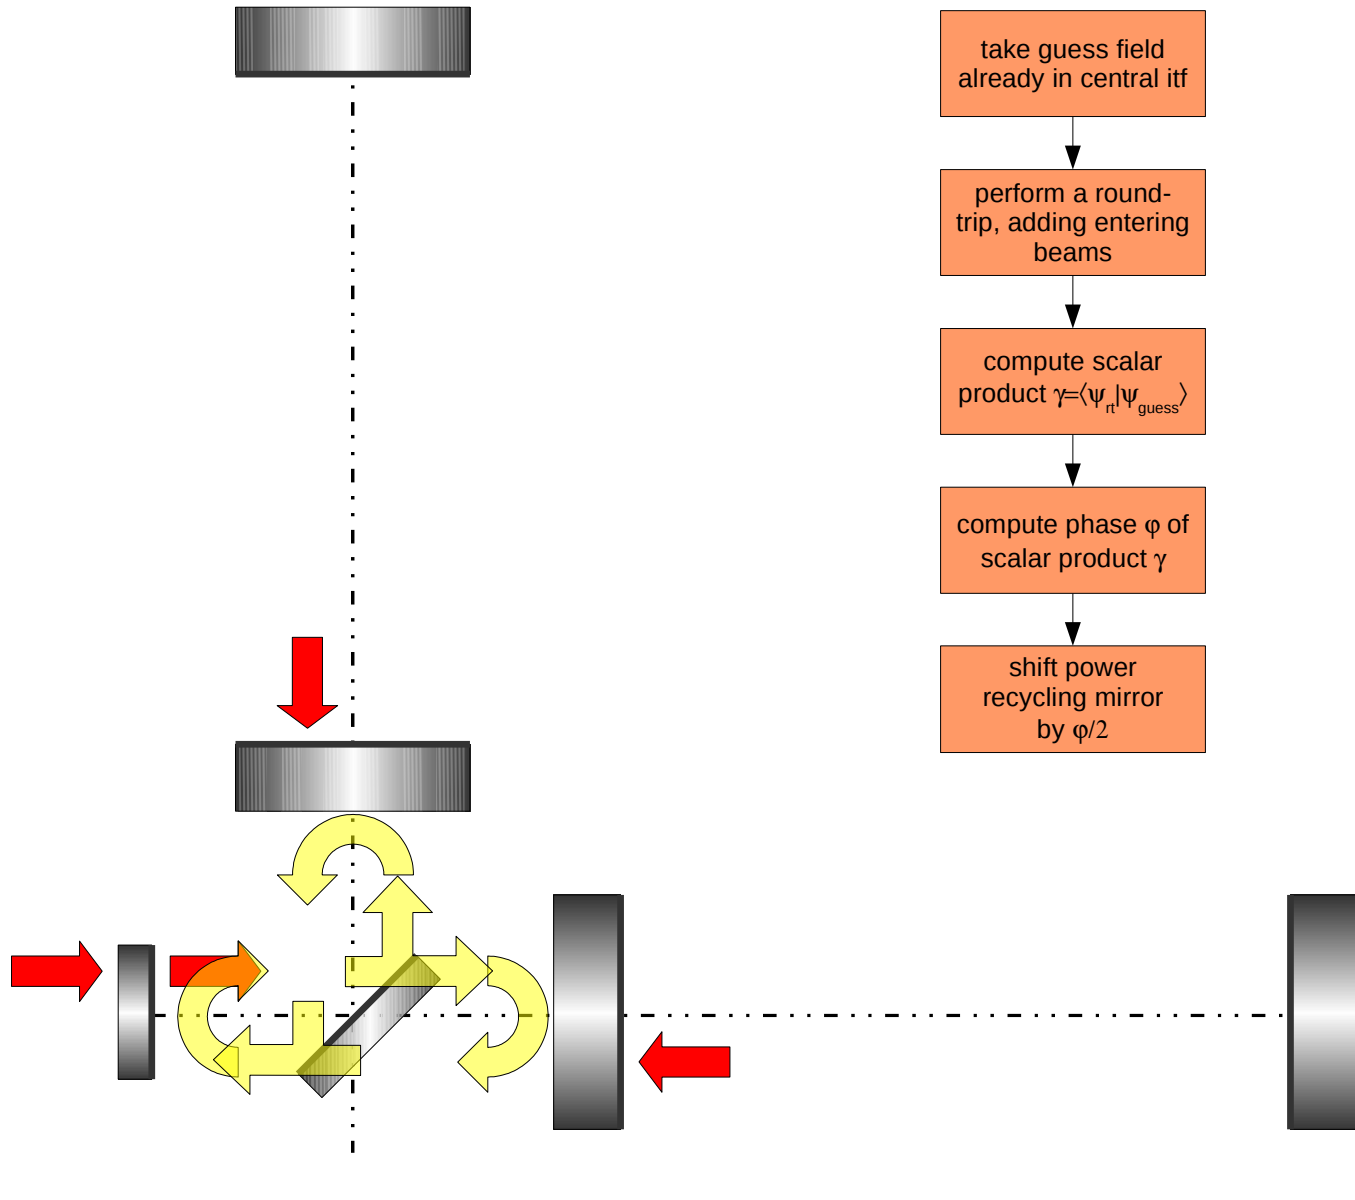 take guess field
already in central itf
perform a round-
trip, adding entering
beams
compute scalar
product γ=⟨ψrt|ψguess⟩
compute phase φ of
scalar product γ
shift power
recycling mirror
by φ/2